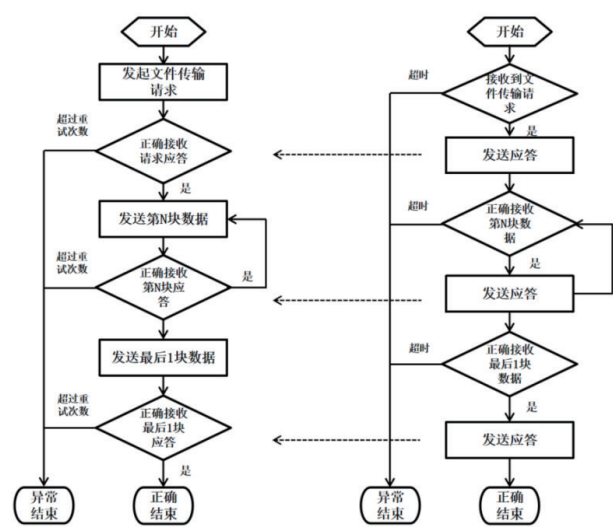 开始
发起文件传输
请求
超过重
试次数
正确接收
请求应答
是
发送第N块数据
超过重
试次数
正确接收
第N块应
答
是
发送最后1块数据
超过重
试次数
正确接收
最后1块
应答
是
异常
结束
正确
结束
开始
超时
接收到文
件传输请
求
是
发送应答
超时
正确接收
第N块数
据
是
发送应答
超时
正确接收
最后1块
数据
是
发送应答
异常
结束
正确
结束